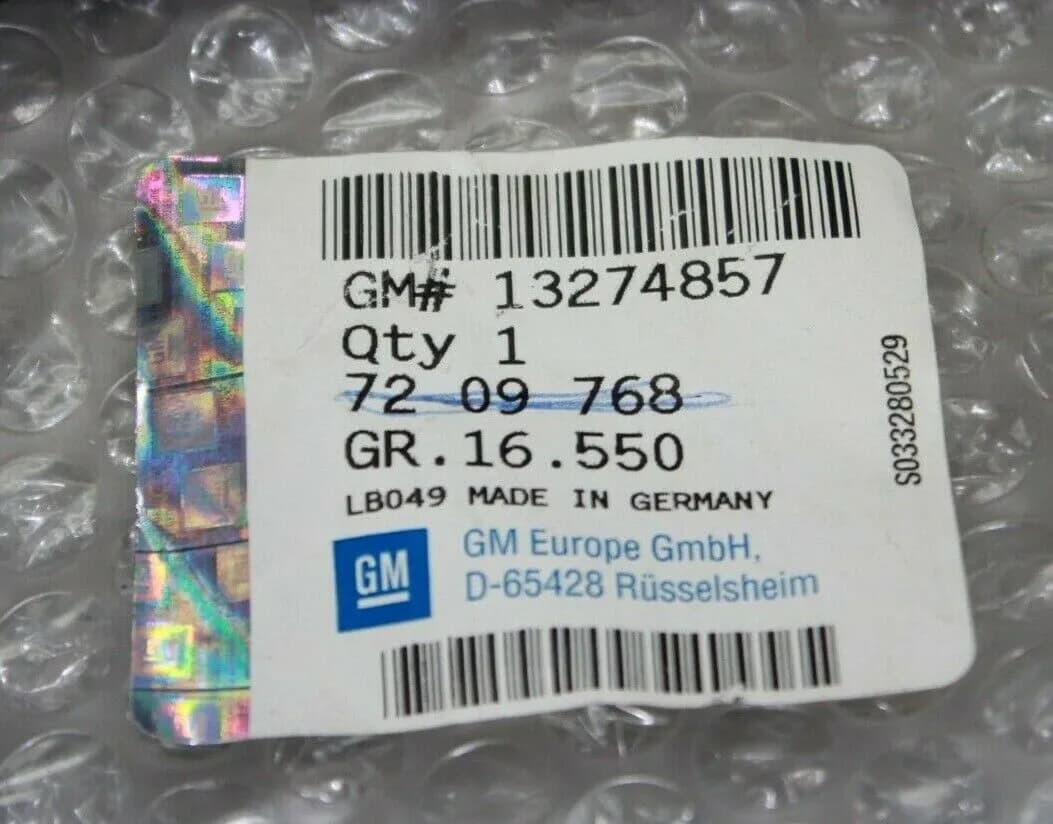 GM# 13274857
Qty 1
72 09 768
GR.16.550
LB049 MADE IN GERMANY
GM
GM Europe GmbH,
D-65428 Rüsselsheim
S033280529